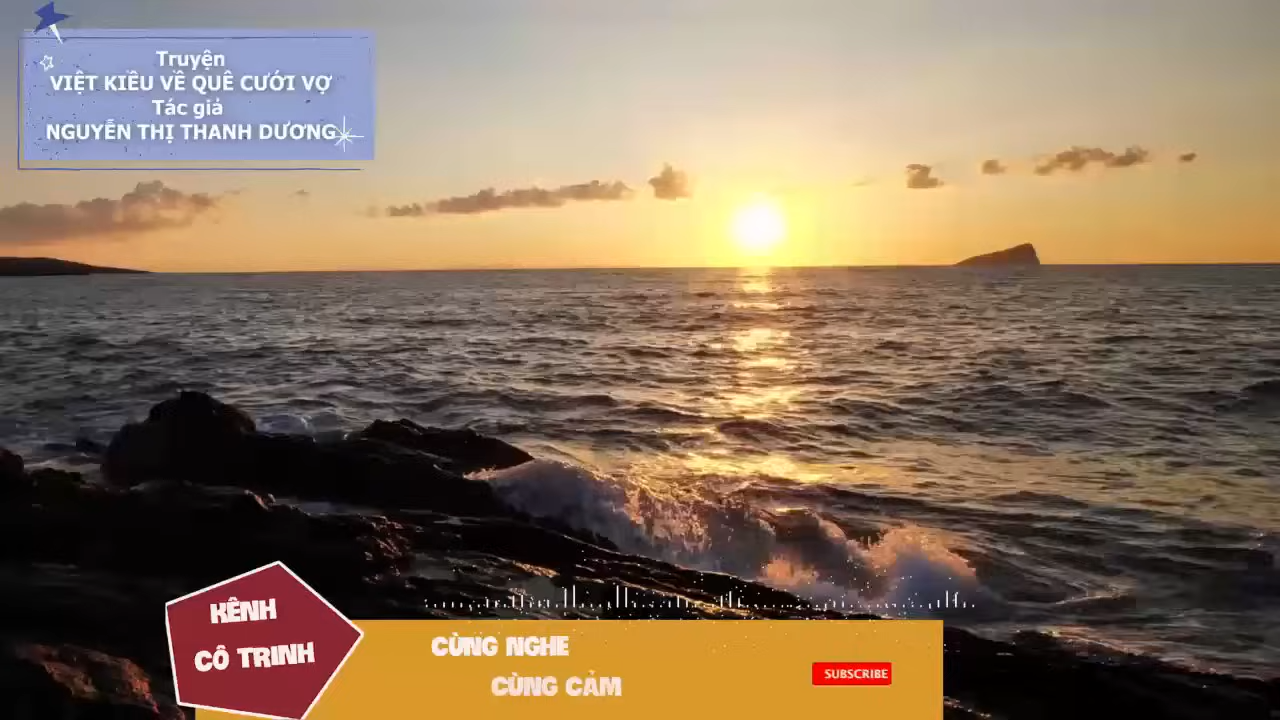 Truyện
VIỆT KIỀU VỀ QUÊ CƯỚI VỢ
Tác giả
NGUYỄN THỊ THANH DƯƠNG
KÊNH
CÔ TRINH
CÙNG NGHE
CÙNG CẢM
SUBSCRIBE